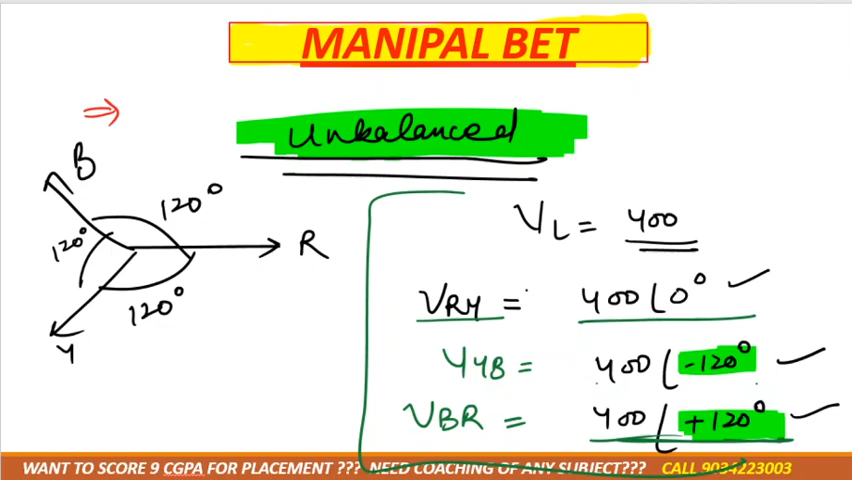 MANIPAL BET
Unbalanced
B
120°
120°
R
120°
Y
VL = 400
VRY = 400∠0°
VYB = 400∠-120°
VBR = 400∠+120°
WANT TO SCORE 9 CGPA FOR PLACEMENT ??? NEED COACHING OF ANY SUBJECT??? CALL 9034223003